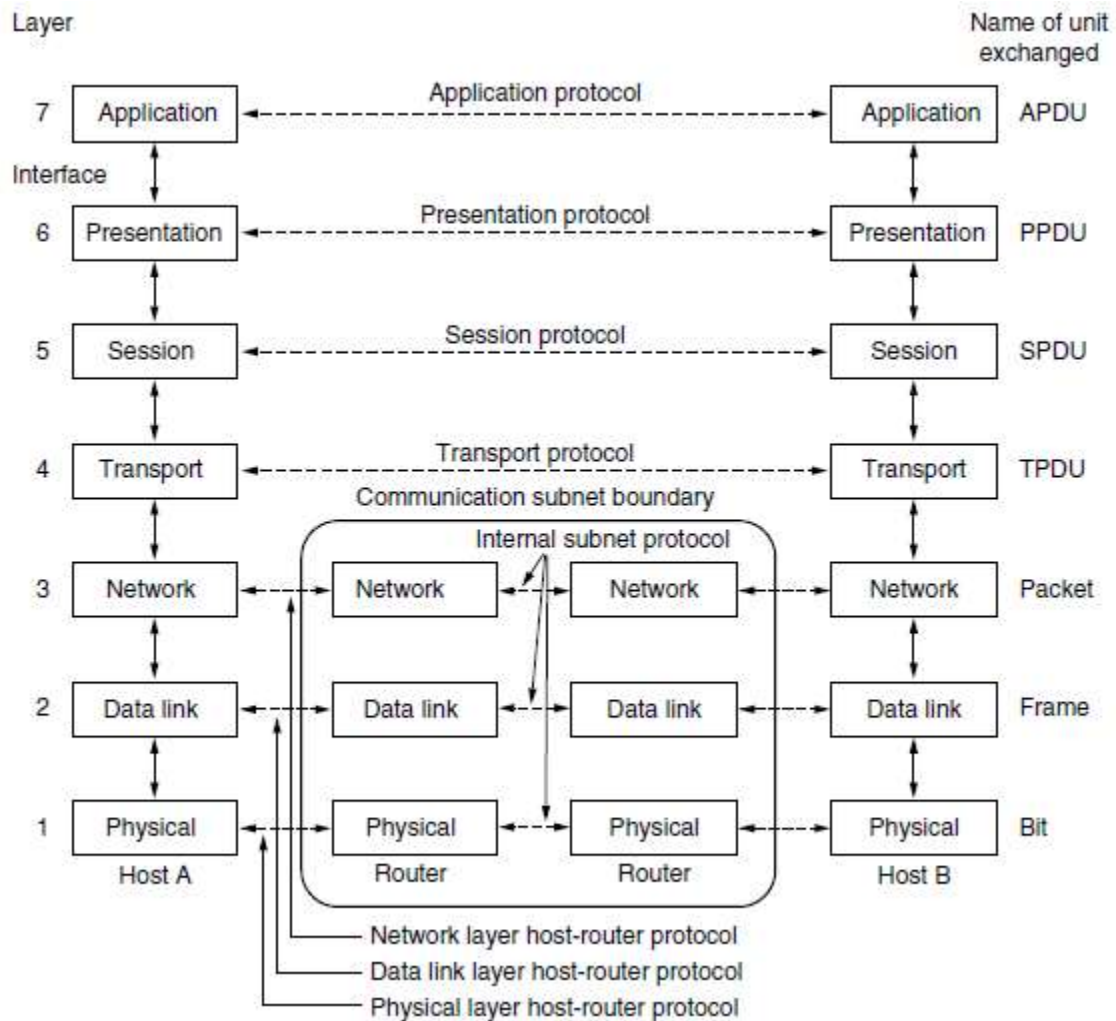 Layer
Name of unit
exchanged
7
Application
Application protocol
Application
APDU
Interface
6
Presentation
Presentation protocol
Presentation
PPDU
5
Session
Session protocol
Session
SPDU
4
Transport
Transport protocol
Transport
TPDU
Communication subnet boundary
Internal subnet protocol
3
Network
Network
Network
Network
Packet
2
Data link
Data link
Data link
Data link
Frame
1
Physical
Physical
Physical
Physical
Bit
Host A
Router
Router
Host B
Network layer host-router protocol
Data link layer host-router protocol
Physical layer host-router protocol